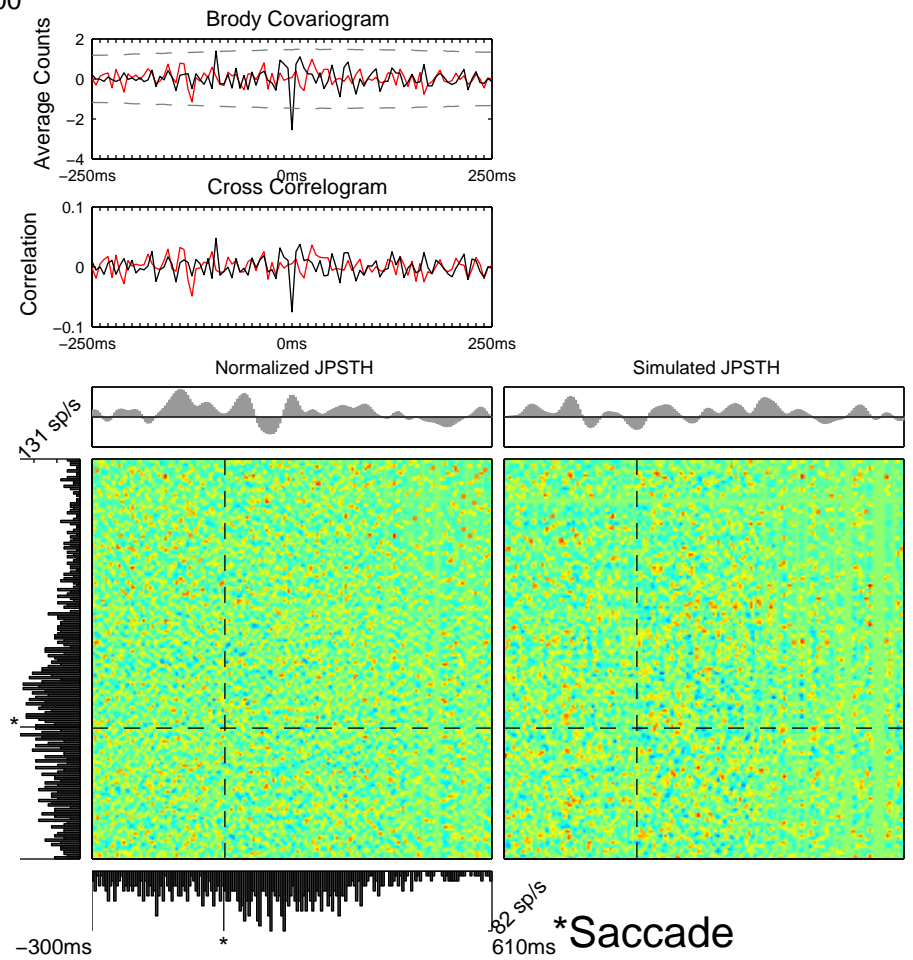 Brody Covariogram
Average Counts
2
0
−2
−4
−250ms
0ms
250ms
Cross Correlogram
Correlation
0.1
0
−0.1
−250ms
0ms
250ms
Normalized JPSTH
Simulated JPSTH
131 sp/s
*
*
82 sp/s
−300ms
610ms
*Saccade